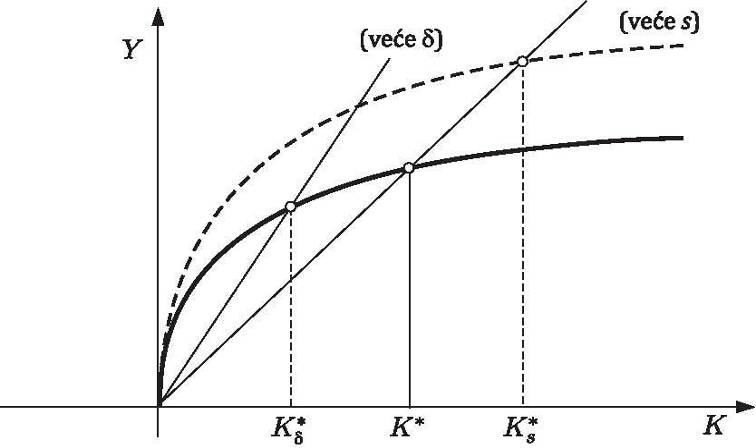 (veće δ)
(veće s)
Y
K*δ
K*
K*s
K